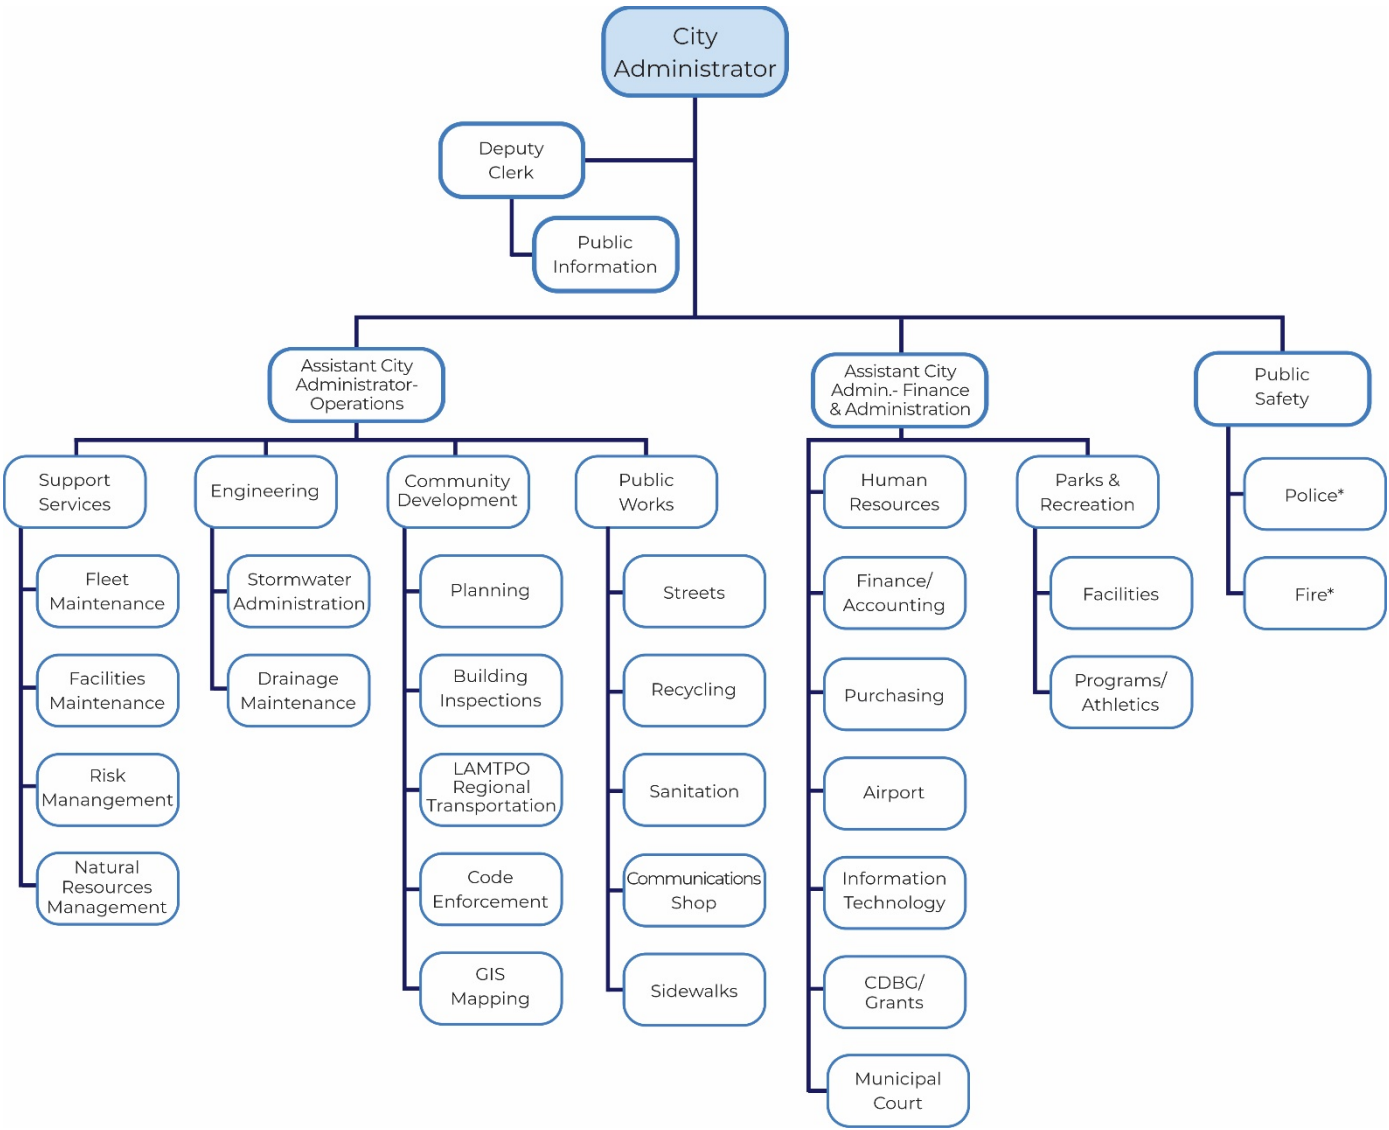 City
Administrator
Deputy
Clerk
Public
Information
Assistant City
Administrator-
Operations
Assistant City
Admin.- Finance
& Administration
Public
Safety
Support
Services
Engineering
Community
Development
Public
Works
Human
Resources
Parks &
Recreation
Police*
Fleet
Maintenance
Stormwater
Administration
Planning
Streets
Finance/
Accounting
Facilities
Fire*
Facilities
Maintenance
Drainage
Maintenance
Building
Inspections
Recycling
Purchasing
Programs/
Athletics
Risk
Manangement
LAMTPO
Regional
Transportation
Sanitation
Airport
Natural
Resources
Management
Code
Enforcement
Communications
Shop
Information
Technology
GIS
Mapping
Sidewalks
CDBG/
Grants
Municipal
Court